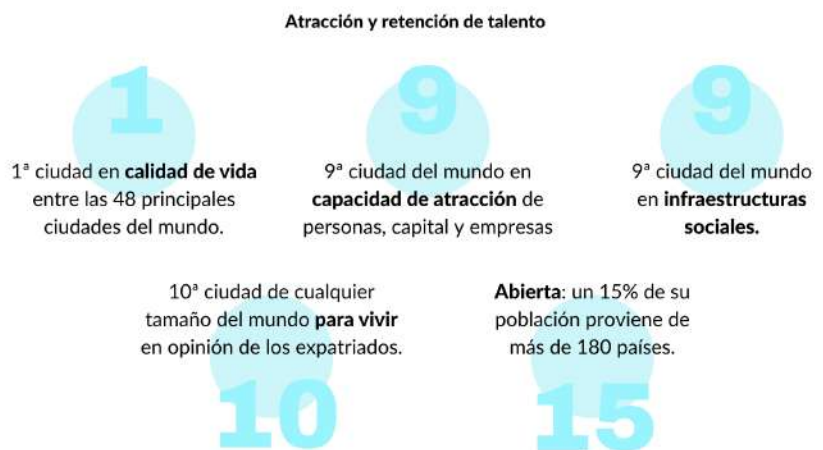 Atracción y retención de talento
1
1ª ciudad en calidad de vida
entre las 48 principales
ciudades del mundo.
9
9ª ciudad del mundo en
capacidad de atracción de
personas, capital y empresas
9
9ª ciudad del mundo
en infraestructuras
sociales.
10ª ciudad de cualquier
tamaño del mundo para vivir
en opinión de los expatriados.
10
Abierta: un 15% de su
población proviene de
más de 180 países.
15